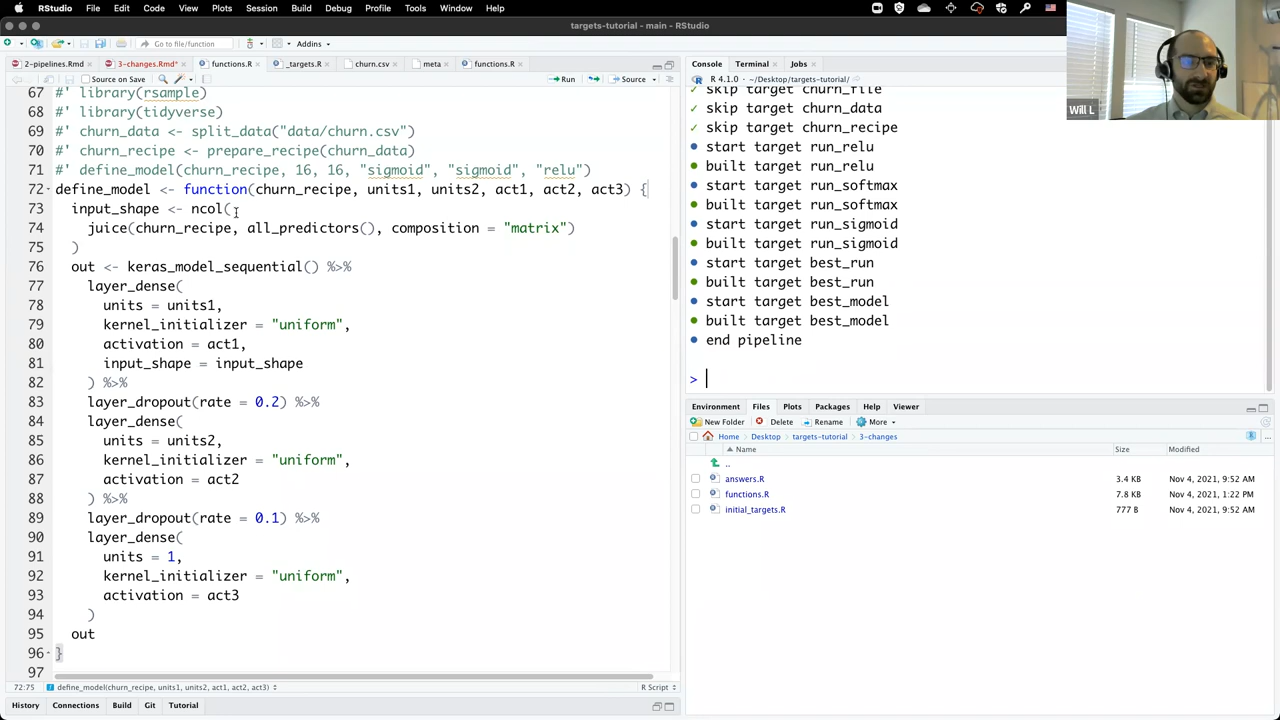 RStudio File Edit Code View Plots Session Build Debug Profile Tools Window Help
targets-tutorial - main - RStudio
Go to file/function Addins
2-pipelines.Rmd 3-changes.Rmd* functions.R _targets.R churn.csv meta functions.R
Source on Save Run Source
67 #' library(rsample)
68 #' library(tidyverse)
69 #' churn_data <- split_data("data/churn.csv")
70 #' churn_recipe <- prepare_recipe(churn_data)
71 #' define_model(churn_recipe, 16, 16, "sigmoid", "sigmoid", "relu")
72 define_model <- function(churn_recipe, units1, units2, act1, act2, act3) {
73 input_shape <- ncol(
74 juice(churn_recipe, all_predictors(), composition = "matrix")
75 )
76 out <- keras_model_sequential() %>%
77 layer_dense(
78 units = units1,
79 kernel_initializer = "uniform",
80 activation = act1,
81 input_shape = input_shape
82 ) %>%
83 layer_dropout(rate = 0.2) %>%
84 layer_dense(
85 units = units2,
86 kernel_initializer = "uniform",
87 activation = act2
88 ) %>%
89 layer_dropout(rate = 0.1) %>%
90 layer_dense(
91 units = 1,
92 kernel_initializer = "uniform",
93 activation = act3
94 )
95 out
96 }
97
72:75 define_model(churn_recipe, units1, units2, act1, act2, act3) R Script
History Connections Build Git Tutorial
Console Terminal Jobs
R 4.1.0 · ~/Desktop/targets-tutorial/
✓ skip target churn_file
✓ skip target churn_data
✓ skip target churn_recipe
● start target run_relu
● built target run_relu
● start target run_softmax
● built target run_softmax
● start target run_sigmoid
● built target run_sigmoid
● start target best_run
● built target best_run
● start target best_model
● built target best_model
● end pipeline
>
Environment Files Plots Packages Help Viewer
New Folder Delete Rename More
Home Desktop targets-tutorial 3-changes
Name Size Modified
..
answers.R 3.4 KB Nov 4, 2021, 9:52 AM
functions.R 7.8 KB Nov 4, 2021, 1:22 PM
initial_targets.R 777 B Nov 4, 2021, 9:52 AM
Will L